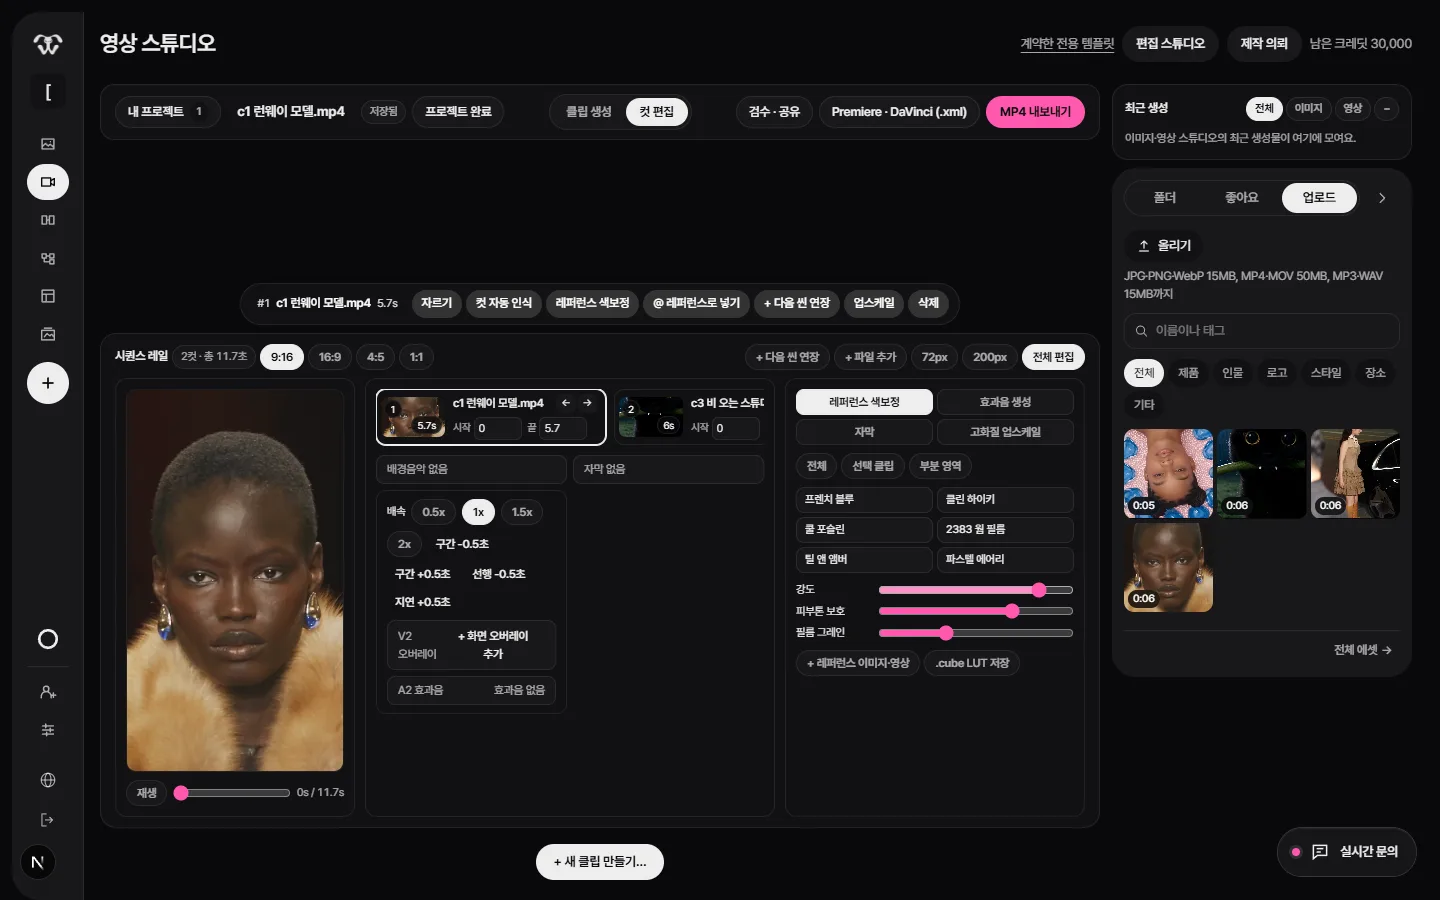 영상 스튜디오
계약한 전용 템플릿
편집 스튜디오
제작 의뢰
남은 크레딧 30,000
[
내 프로젝트 1
c1 런웨이 모델.mp4
저장됨
프로젝트 완료
클립 생성
컷 편집
검수 · 공유
Premiere · DaVinci (.xml)
MP4 내보내기
최근 생성
전체
이미지
영상
−
이미지·영상 스튜디오의 최근 생성물이 여기에 모여요.
폴더
좋아요
업로드
올리기
JPG·PNG·WebP 15MB, MP4·MOV 50MB, MP3·WAV
15MB까지
이름이나 태그
전체
제품
인물
로고
스타일
장소
기타
0:05
0:06
0:06
0:06
전체 에셋 →
#1 c1 런웨이 모델.mp4 5.7s
자르기
컷 자동 인식
레퍼런스 색보정
@ 레퍼런스로 넣기
+ 다음 씬 연장
업스케일
삭제
시퀀스 레일
2컷 · 총 11.7초
9:16
16:9
4:5
1:1
+ 다음 씬 연장
+ 파일 추가
72px
200px
전체 편집
1
5.7s
c1 런웨이 모델.mp4
← →
시작 0 끝 5.7
2
6s
c3 비 오는 스튜디
시작 0
배경음악 없음
자막 없음
배속
0.5x
1x
1.5x
2x
구간 -0.5초
구간 +0.5초
선행 -0.5초
지연 +0.5초
V2
오버레이
+ 화면 오버레이
추가
A2 효과음
효과음 없음
재생
0s / 11.7s
레퍼런스 색보정
효과음 생성
자막
고화질 업스케일
전체
선택 클립
부분 영역
프렌치 블루
클린 하이키
쿨 포슬린
2383 웜 필름
틸 앤 앰버
파스텔 에어리
강도
피부톤 보호
필름 그레인
+ 레퍼런스 이미지·영상
.cube LUT 저장
+ 새 클립 만들기...
실시간 문의
N